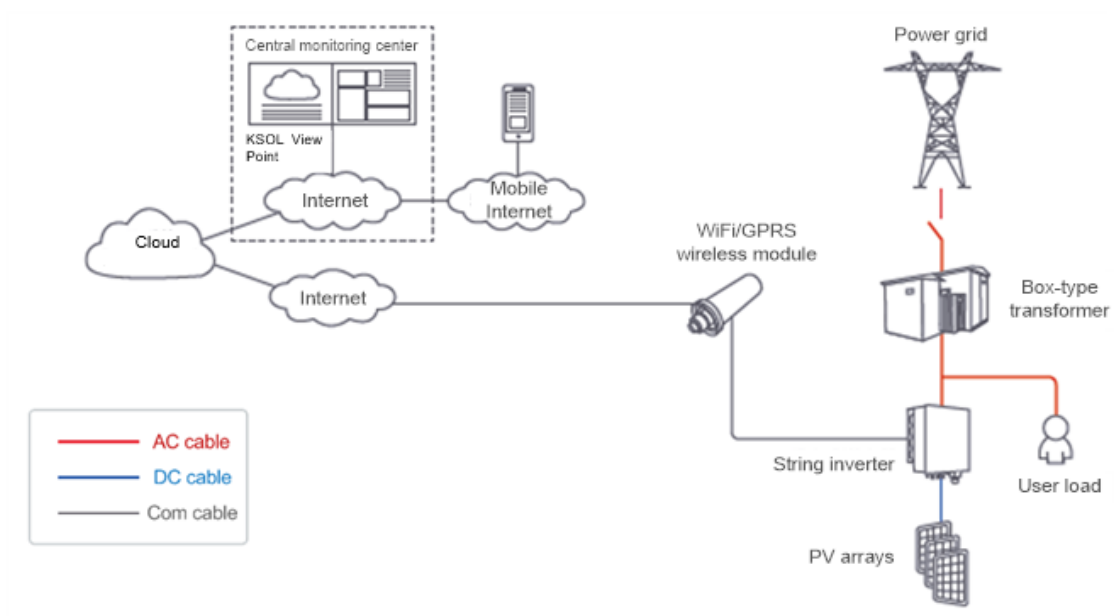 Central monitoring center
KSOL View
Point
Internet
Mobile
Internet
Cloud
Internet
WiFi/GPRS
wireless module
Power grid
Box-type
transformer
String inverter
User load
PV arrays
AC cable
DC cable
Com cable